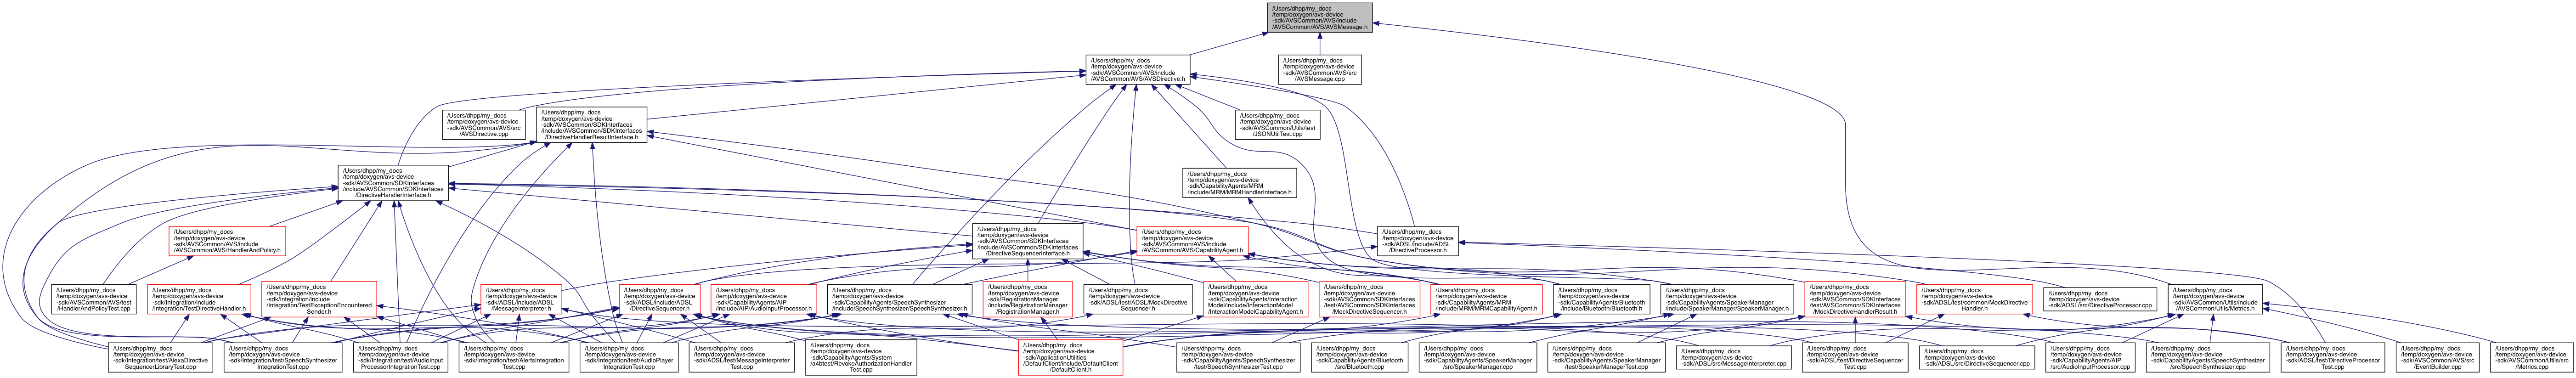 /Users/dhpp/my_docs
/temp/doxygen/avs-device
-sdk/AVSCommon/AVS/include
/AVSCommon/AVS/AVSMessage.h
/Users/dhpp/my_docs
/temp/doxygen/avs-device
-sdk/AVSCommon/AVS/include
/AVSCommon/AVS/AVSDirective.h
/Users/dhpp/my_docs
/temp/doxygen/avs-device
-sdk/AVSCommon/AVS/src
/AVSMessage.cpp
/Users/dhpp/my_docs
/temp/doxygen/avs-device
-sdk/AVSCommon/AVS/src
/AVSDirective.cpp
/Users/dhpp/my_docs
/temp/doxygen/avs-device
-sdk/AVSCommon/SDKInterfaces
/include/AVSCommon/SDKInterfaces
/DirectiveHandlerResultInterface.h
/Users/dhpp/my_docs
/temp/doxygen/avs-device
-sdk/AVSCommon/Utils/test
/JSONUtilTest.cpp
/Users/dhpp/my_docs
/temp/doxygen/avs-device
-sdk/AVSCommon/SDKInterfaces
/include/AVSCommon/SDKInterfaces
/DirectiveHandlerInterface.h
/Users/dhpp/my_docs
/temp/doxygen/avs-device
-sdk/CapabilityAgents/MRM
/include/MRM/MRMHandlerInterface.h
/Users/dhpp/my_docs
/temp/doxygen/avs-device
-sdk/AVSCommon/AVS/include
/AVSCommon/AVS/HandlerAndPolicy.h
/Users/dhpp/my_docs
/temp/doxygen/avs-device
-sdk/AVSCommon/SDKInterfaces
/include/AVSCommon/SDKInterfaces
/DirectiveSequencerInterface.h
/Users/dhpp/my_docs
/temp/doxygen/avs-device
-sdk/AVSCommon/AVS/include
/AVSCommon/AVS/CapabilityAgent.h
/Users/dhpp/my_docs
/temp/doxygen/avs-device
-sdk/ADSL/include/ADSL
/DirectiveProcessor.h
/Users/dhpp/my_docs
/temp/doxygen/avs-device
-sdk/AVSCommon/AVS/test
/HandlerAndPolicyTest.cpp
/Users/dhpp/my_docs
/temp/doxygen/avs-device
-sdk/Integration/include
/Integration/TestDirectiveHandler.h
/Users/dhpp/my_docs
/temp/doxygen/avs-device
-sdk/Integration/include
/Integration/TestExceptionEncountered
Sender.h
/Users/dhpp/my_docs
/temp/doxygen/avs-device
-sdk/ADSL/include/ADSL
/MessageInterpreter.h
/Users/dhpp/my_docs
/temp/doxygen/avs-device
-sdk/ADSL/include/ADSL
/DirectiveSequencer.h
/Users/dhpp/my_docs
/temp/doxygen/avs-device
-sdk/CapabilityAgents/AIP
/include/AIP/AudioInputProcessor.h
/Users/dhpp/my_docs
/temp/doxygen/avs-device
-sdk/CapabilityAgents/SpeechSynthesizer
/include/SpeechSynthesizer/SpeechSynthesizer.h
/Users/dhpp/my_docs
/temp/doxygen/avs-device
-sdk/RegistrationManager
/include/RegistrationManager
/RegistrationManager.h
/Users/dhpp/my_docs
/temp/doxygen/avs-device
-sdk/ADSL/test/ADSL/MockDirective
Sequencer.h
/Users/dhpp/my_docs
/temp/doxygen/avs-device
-sdk/CapabilityAgents/Interaction
Model/include/InteractionModel
/InteractionModelCapabilityAgent.h
/Users/dhpp/my_docs
/temp/doxygen/avs-device
-sdk/AVSCommon/SDKInterfaces
/test/AVSCommon/SDKInterfaces
/MockDirectiveSequencer.h
/Users/dhpp/my_docs
/temp/doxygen/avs-device
-sdk/CapabilityAgents/MRM
/include/MRM/MRMCapabilityAgent.h
/Users/dhpp/my_docs
/temp/doxygen/avs-device
-sdk/CapabilityAgents/Bluetooth
/include/Bluetooth/Bluetooth.h
/Users/dhpp/my_docs
/temp/doxygen/avs-device
-sdk/CapabilityAgents/SpeakerManager
/include/SpeakerManager/SpeakerManager.h
/Users/dhpp/my_docs
/temp/doxygen/avs-device
-sdk/AVSCommon/SDKInterfaces
/test/AVSCommon/SDKInterfaces
/MockDirectiveHandlerResult.h
/Users/dhpp/my_docs
/temp/doxygen/avs-device
-sdk/ADSL/test/common/MockDirective
Handler.h
/Users/dhpp/my_docs
/temp/doxygen/avs-device
-sdk/ADSL/src/DirectiveProcessor.cpp
/Users/dhpp/my_docs
/temp/doxygen/avs-device
-sdk/AVSCommon/Utils/include
/AVSCommon/Utils/Metrics.h
/Users/dhpp/my_docs
/temp/doxygen/avs-device
-sdk/Integration/test/AlexaDirective
SequencerLibraryTest.cpp
/Users/dhpp/my_docs
/temp/doxygen/avs-device
-sdk/Integration/test/SpeechSynthesizer
IntegrationTest.cpp
/Users/dhpp/my_docs
/temp/doxygen/avs-device
-sdk/Integration/test/AudioInput
ProcessorIntegrationTest.cpp
/Users/dhpp/my_docs
/temp/doxygen/avs-device
-sdk/Integration/test/AlertsIntegration
Test.cpp
/Users/dhpp/my_docs
/temp/doxygen/avs-device
-sdk/Integration/test/AudioPlayer
IntegrationTest.cpp
/Users/dhpp/my_docs
/temp/doxygen/avs-device
-sdk/ADSL/test/MessageInterpreter
Test.cpp
/Users/dhpp/my_docs
/temp/doxygen/avs-device
-sdk/CapabilityAgents/System
/a4btest/RevokeAuthorizationHandler
Test.cpp
/Users/dhpp/my_docs
/temp/doxygen/avs-device
-sdk/ApplicationUtilities
/DefaultClient/include/DefaultClient
/DefaultClient.h
/Users/dhpp/my_docs
/temp/doxygen/avs-device
-sdk/CapabilityAgents/SpeechSynthesizer
/test/SpeechSynthesizerTest.cpp
/Users/dhpp/my_docs
/temp/doxygen/avs-device
-sdk/CapabilityAgents/Bluetooth
/src/Bluetooth.cpp
/Users/dhpp/my_docs
/temp/doxygen/avs-device
-sdk/CapabilityAgents/SpeakerManager
/src/SpeakerManager.cpp
/Users/dhpp/my_docs
/temp/doxygen/avs-device
-sdk/CapabilityAgents/SpeakerManager
/test/SpeakerManagerTest.cpp
/Users/dhpp/my_docs
/temp/doxygen/avs-device
-sdk/ADSL/src/MessageInterpreter.cpp
/Users/dhpp/my_docs
/temp/doxygen/avs-device
-sdk/ADSL/test/DirectiveSequencer
Test.cpp
/Users/dhpp/my_docs
/temp/doxygen/avs-device
-sdk/ADSL/src/DirectiveSequencer.cpp
/Users/dhpp/my_docs
/temp/doxygen/avs-device
-sdk/CapabilityAgents/AIP
/src/AudioInputProcessor.cpp
/Users/dhpp/my_docs
/temp/doxygen/avs-device
-sdk/CapabilityAgents/SpeechSynthesizer
/src/SpeechSynthesizer.cpp
/Users/dhpp/my_docs
/temp/doxygen/avs-device
-sdk/ADSL/test/DirectiveProcessor
Test.cpp
/Users/dhpp/my_docs
/temp/doxygen/avs-device
-sdk/AVSCommon/AVS/src
/EventBuilder.cpp
/Users/dhpp/my_docs
/temp/doxygen/avs-device
-sdk/AVSCommon/Utils/src
/Metrics.cpp